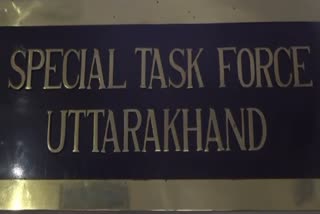 SPECIAL TASK FORCE
UTTARAKHAND